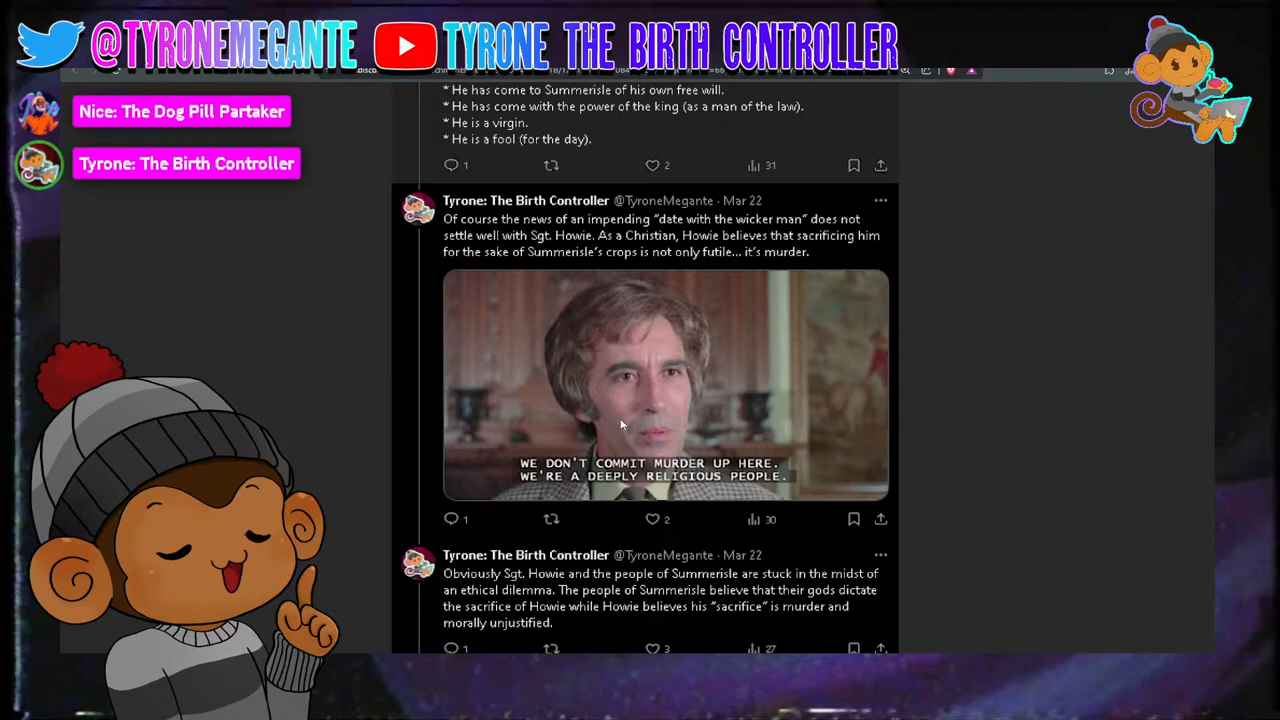 @TYRONEMEGANTE
TYRONE THE BIRTH CONTROLLER
Nice: The Dog Pill Partaker
Tyrone: The Birth Controller
* He has come to Summerisle of his own free will.
* He has come with the power of the king (as a man of the law).
* He is a virgin.
* He is a fool (for the day).
1
2
31
Tyrone: The Birth Controller @TyroneMegante · Mar 22
Of course the news of an impending “date with the wicker man” does not
settle well with Sgt. Howie. As a Christian, Howie believes that sacrificing him
for the sake of Summerisle’s crops is not only futile... it’s murder.
WE DON'T COMMIT MURDER UP HERE.
WE'RE A DEEPLY RELIGIOUS PEOPLE.
1
2
30
Tyrone: The Birth Controller @TyroneMegante · Mar 22
Obviously Sgt. Howie and the people of Summerisle are stuck in the midst of
an ethical dilemma. The people of Summerisle believe that their gods dictate
the sacrifice of Howie while Howie believes his “sacrifice” is murder and
morally unjustified.
1
3
27